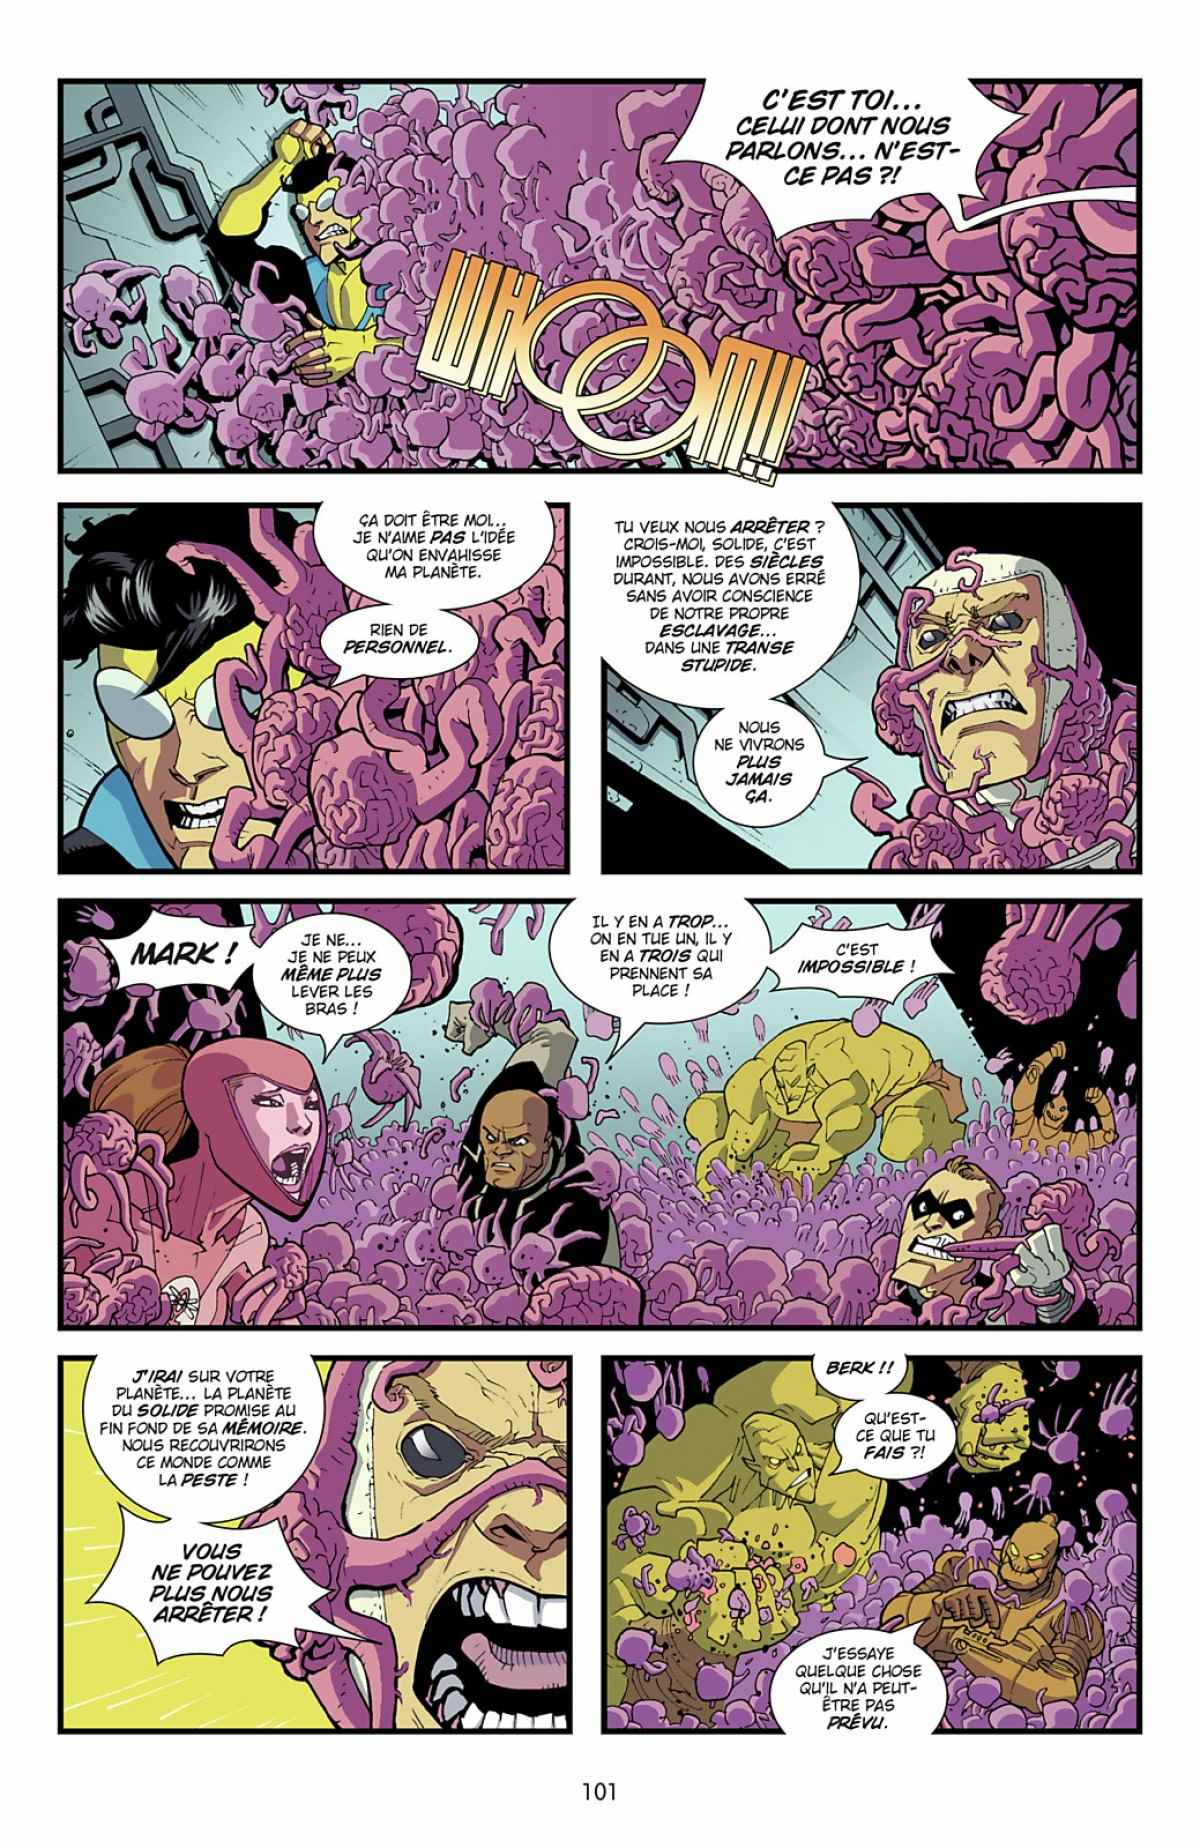 C'EST TOI...
CELUI DONT NOUS
PARLONS... N'EST-
CE PAS ?!
WHOOOM!!
ÇA DOIT ÊTRE MOI...
JE N'AIME PAS L'IDÉE
QU'ON ENVAHISSE
MA PLANÈTE.
RIEN DE
PERSONNEL.
TU VEUX NOUS ARRÊTER ?
CROIS-MOI, SOLIDE, C'EST
IMPOSSIBLE. DES SIÈCLES
DURANT, NOUS AVONS ERRÉ
SANS AVOIR CONSCIENCE
DE NOTRE PROPRE
ESCLAVAGE...
DANS UNE TRANSE
STUPIDE.
NOUS
NE VIVRONS
PLUS
JAMAIS
ÇA.
MARK !
JE NE...
JE NE PEUX
MÊME PLUS
LEVER LES
BRAS !
IL Y EN A TROP...
ON EN TUE UN, IL Y
EN A TROIS QUI
PRENNENT SA
PLACE !
C'EST
IMPOSSIBLE !
J'IRAI SUR VOTRE
PLANÈTE... LA PLANÈTE
DU SOLIDE PROMISE AU
FIN FOND DE SA MÉMOIRE.
NOUS RECOUVRIRONS
CE MONDE COMME
LA PESTE !
VOUS
NE POUVEZ
PLUS NOUS
ARRÊTER !
BERK !!
QU'EST-
CE QUE TU
FAIS ?!
J'ESSAYE
QUELQUE CHOSE
QU'IL N'A PEUT-
ÊTRE PAS
PRÉVU.
101